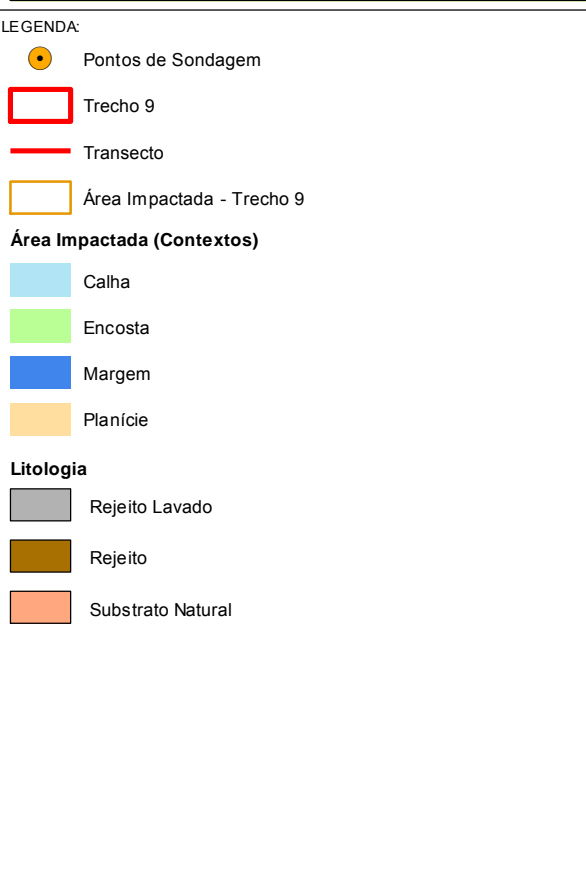 LEGENDA:
Pontos de Sondagem
Trecho 9
Transecto
Área Impactada - Trecho 9
Área Impactada (Contextos)
Calha
Encosta
Margem
Planície
Litologia
Rejeito Lavado
Rejeito
Substrato Natural